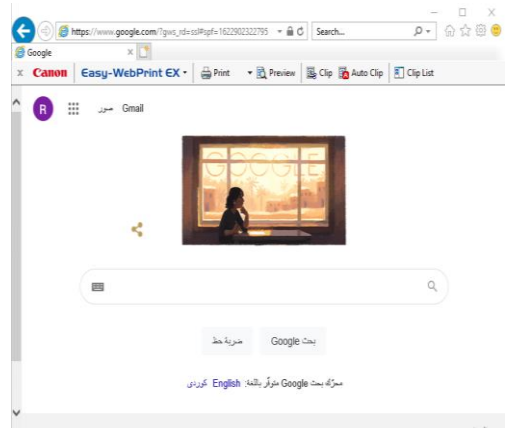 https://www.google.com/?gws_rd=ssl#spf=1622902322795 Search...
Google
x Canon Easy-WebPrint EX Print Preview Clip Auto Clip Clip List
R صور Gmail
GOOGLE
بحث Google ضربة حظ
محرّك بحث Google متوفّر باللغة: English کوردی